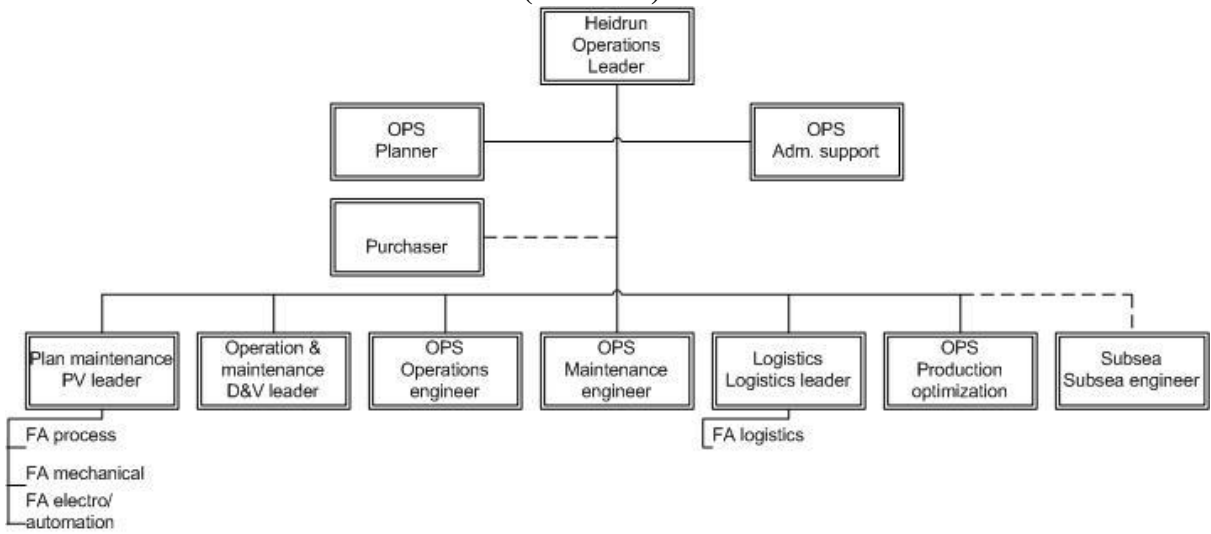 Heidrun
Operations
Leader
OPS
Planner
OPS
Adm. support
Purchaser
Plan maintenance
PV leader
Operation &
maintenance
D&V leader
OPS
Operations
engineer
OPS
Maintenance
engineer
Logistics
Logistics leader
OPS
Production
optimization
Subsea
Subsea engineer
FA process
FA mechanical
FA electro/
automation
FA logistics